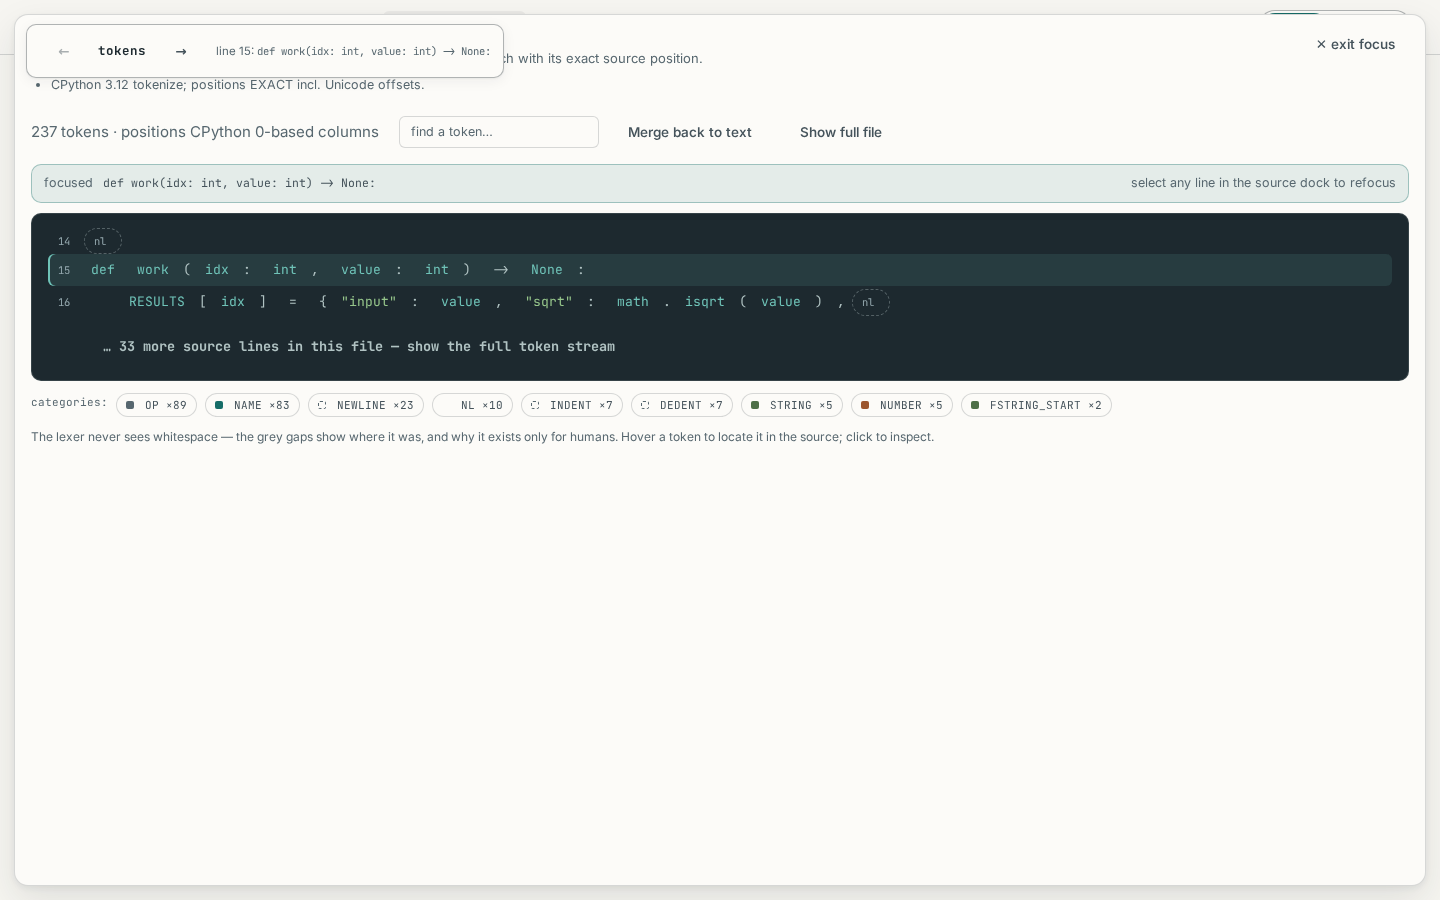 ← tokens → line 15: def work(idx: int, value: int) → None:
✕ exit focus
with its exact source position.
• CPython 3.12 tokenize; positions EXACT incl. Unicode offsets.
237 tokens · positions CPython 0-based columns
find a token…
Merge back to text
Show full file
focused def work(idx: int, value: int) → None:
select any line in the source dock to refocus
14 nl
15 def work ( idx : int , value : int ) → None :
16 RESULTS [ idx ] = { "input" : value , "sqrt" : math . isqrt ( value ) , nl
… 33 more source lines in this file — show the full token stream
categories: OP ×89 NAME ×83 NEWLINE ×23 NL ×10 INDENT ×7 DEDENT ×7 STRING ×5 NUMBER ×5 FSTRING_START ×2
The lexer never sees whitespace — the grey gaps show where it was, and why it exists only for humans. Hover a token to locate it in the source; click to inspect.